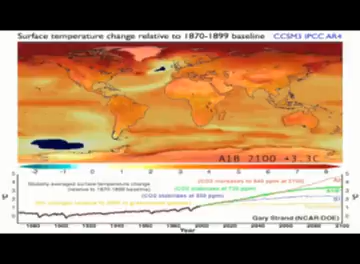 Surface temperature change relative to 1870-1899 baseline CCSM3 IPCC AR4
A1B 2100 +3.1C
-2 -1 0 1 2 3 4 6 8
Globally averaged surface temperature change
(relative to 1870-1899 baseline)
(CO2 increases to 840 ppm at 2100)
(CO2 stabilizes at 720 ppm)
(CO2 stabilizes at 550 ppm)
Gary Strand (NCAR/DOE)
1880 1900 1920 1940 1960 1980 2000 2020 2040 2060 2080 2100
Year